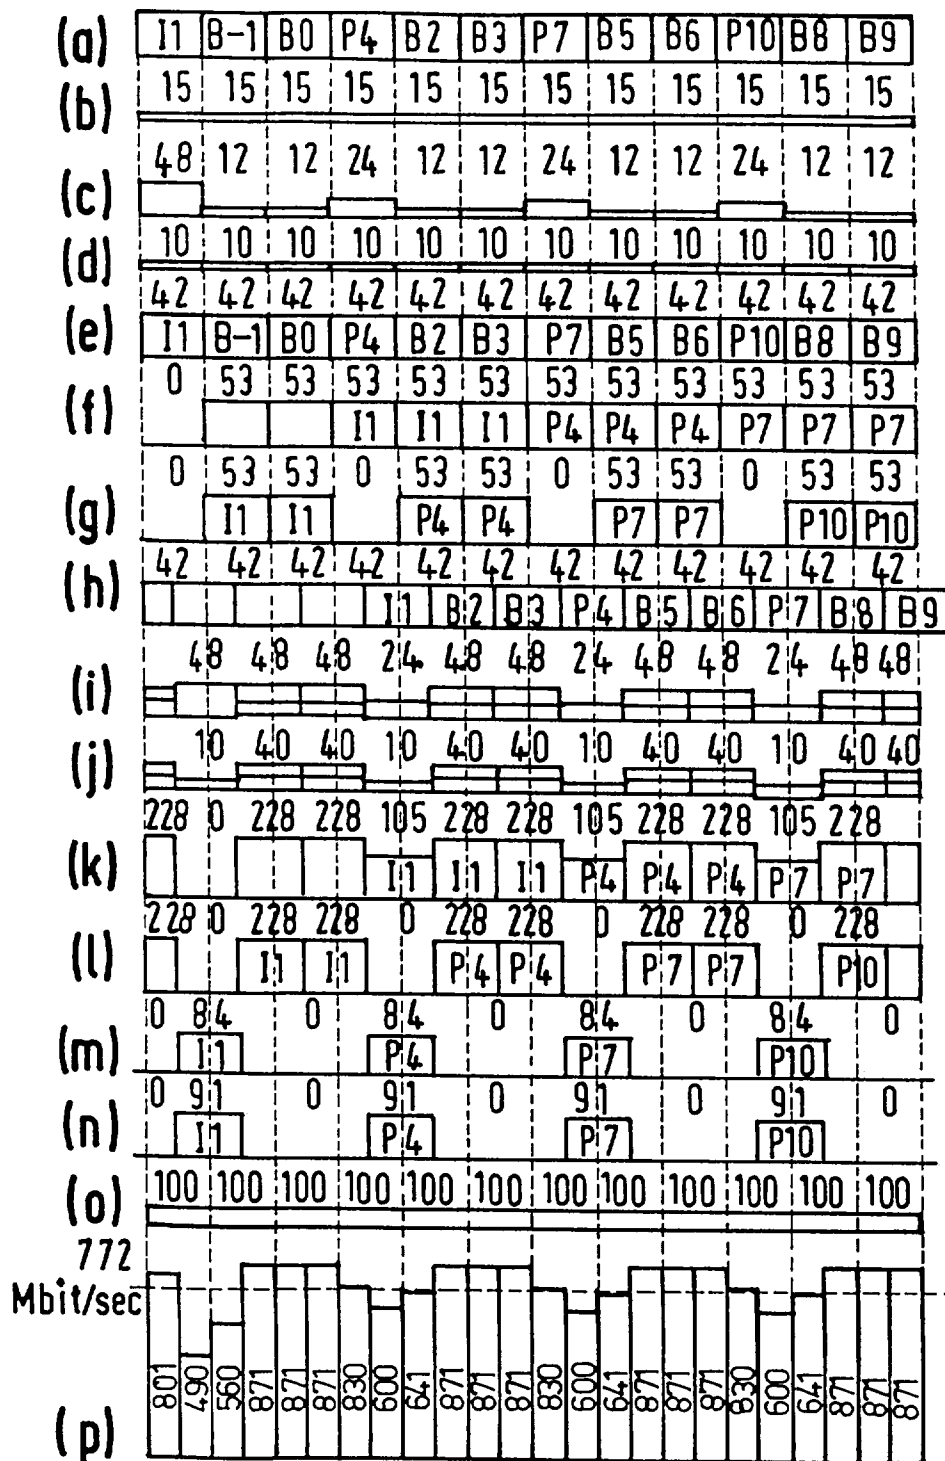 (a) I1 B-1 B0 P4 B2 B3 P7 B5 B6 P10 B8 B9
(b) 15 15 15 15 15 15 15 15 15 15 15 15
(c) 48 12 12 24 12 12 24 12 12 24 12 12
(d) 10 10 10 10 10 10 10 10 10 10 10 10
42 42 42 42 42 42 42 42 42 42 42 42
(e) I1 B-1 B0 P4 B2 B3 P7 B5 B6 P10 B8 B9
0 53 53 53 53 53 53 53 53 53 53 53
(f) I1 I1 I1 P4 P4 P4 P7 P7 P7
0 53 53 0 53 53 0 53 53 0 53 53
(g) I1 I1 P4 P4 P7 P7 P10 P10
42 42 42 42 42 42 42 42 42 42 42 42
(h) I1 B2 B3 P4 B5 B6 P7 B8 B9
(i) 48 48 48 24 48 48 24 48 48 24 48 48
(j) 10 40 40 10 40 40 10 40 40 10 40 40
228 0 228 228 105 228 228 105 228 228 105 228
(k) I1 I1 I1 P4 P4 P4 P7 P7
228 0 228 228 0 228 228 0 228 228 0 228
(l) I1 I1 P4 P4 P7 P7 P10
0 84 0 84 0 84 0 84 0
(m) I1 P4 P7 P10
0 91 0 91 0 91 0 91 0
(n) I1 P4 P7 P10
(o) 100 100 100 100 100 100 100 100 100 100 100 100
772
Mbit/sec
(p) 801 490 560 871 871 871 830 600 641 871 871 871 830 600 641 871 871 871 830 600 641 871 871 871